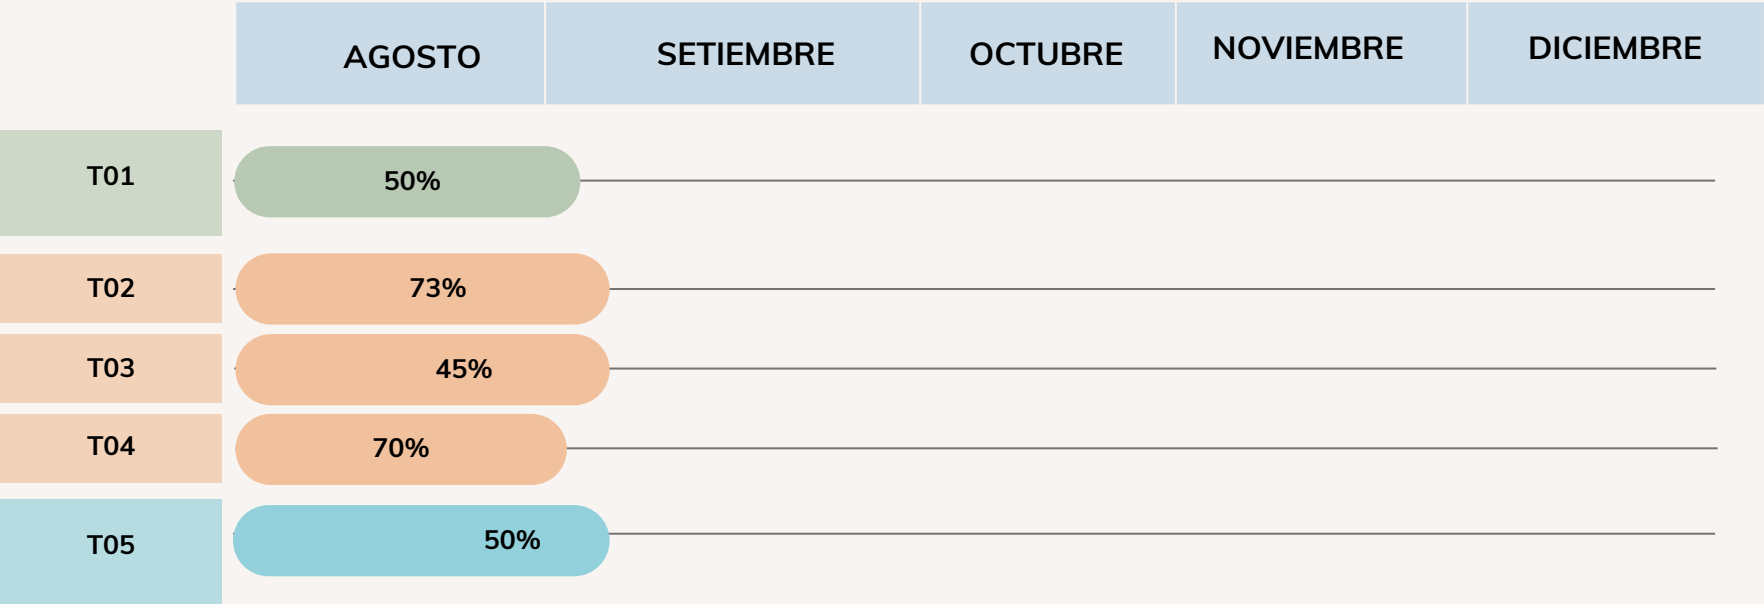 AGOSTO SETIEMBRE OCTUBRE NOVIEMBRE DICIEMBRE
T01 50%
T02 73%
T03 45%
T04 70%
T05 50%